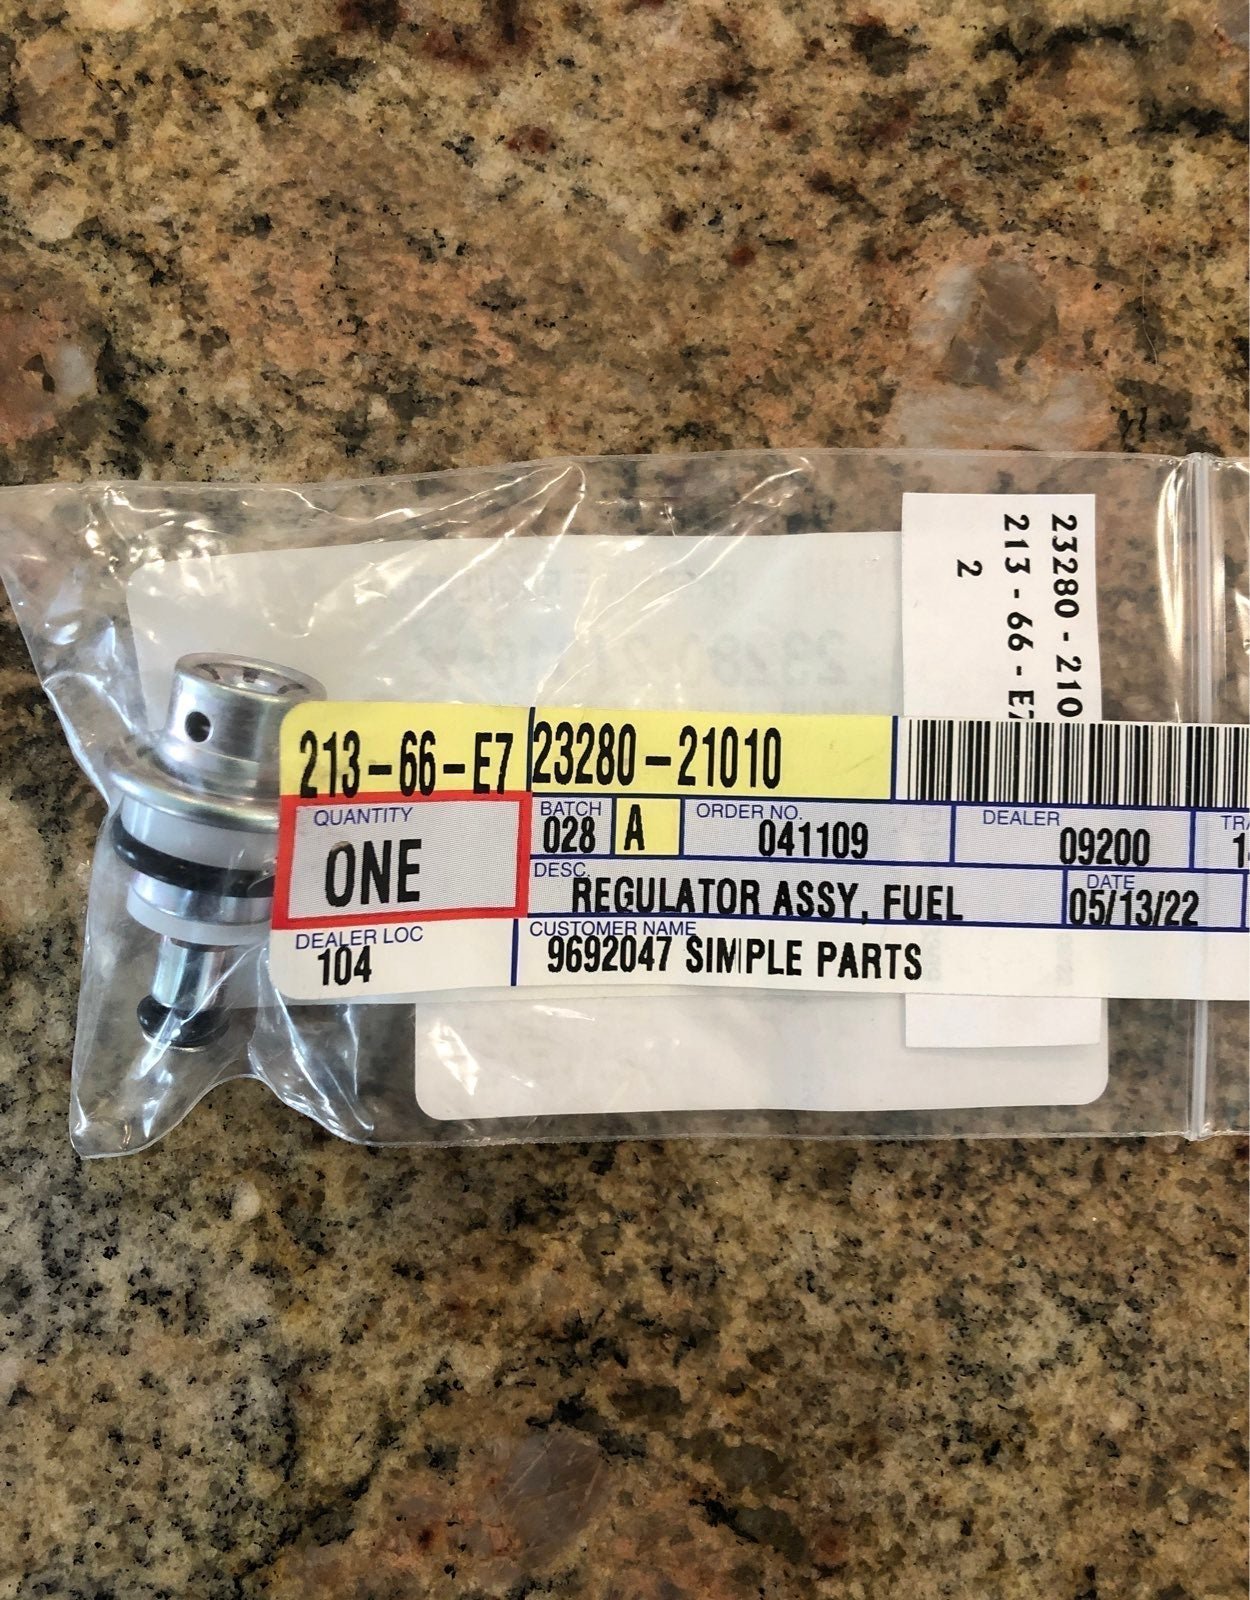 23280 - 210
213 - 66 - E7
2
213-66-E7 23280-21010
QUANTITY
ONE
BATCH
028 A
ORDER NO.
041109
DEALER
09200
DESC.
REGULATOR ASSY, FUEL
DATE
05/13/22
DEALER LOC
104
CUSTOMER NAME
9692047 SIMPLE PARTS